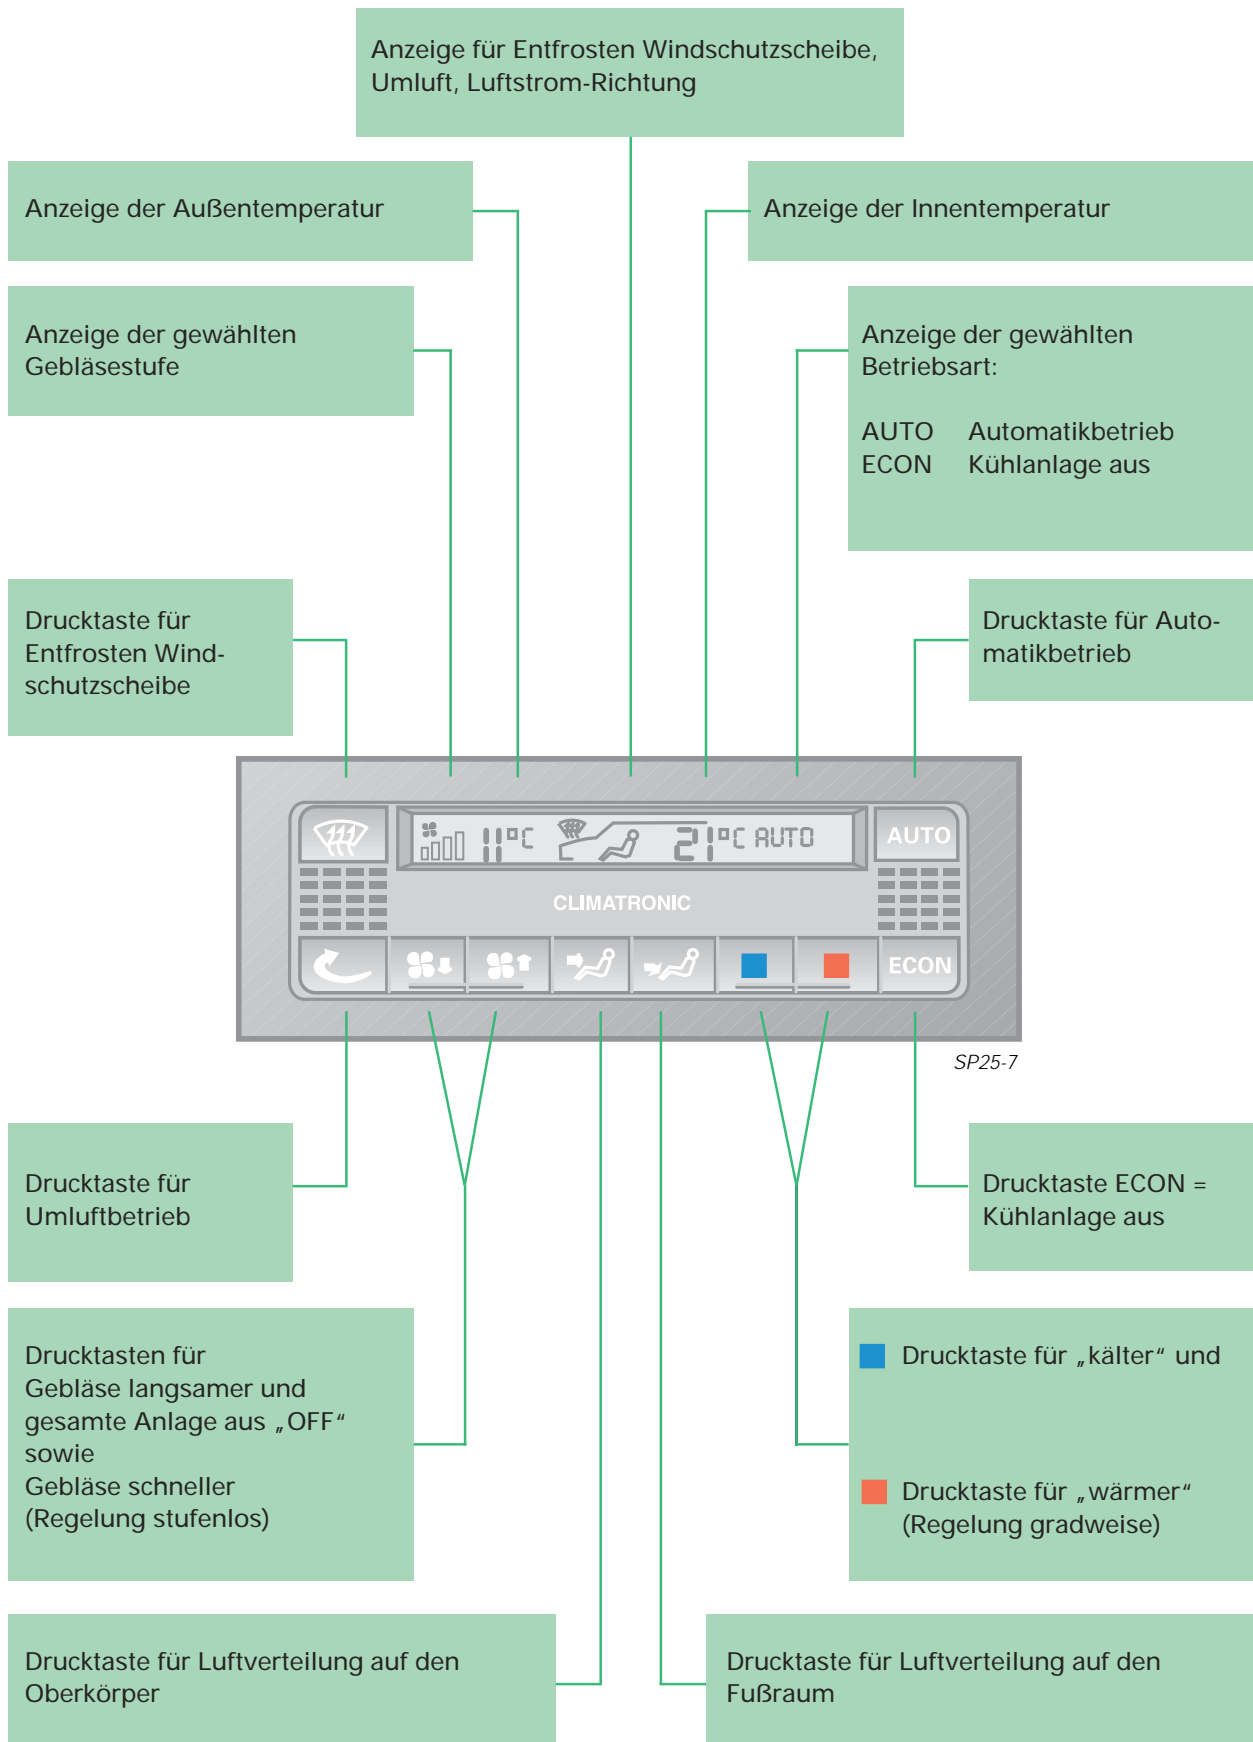 Anzeige für Entfrosten Windschutzscheibe,
Umluft, Luftstrom-Richtung
Anzeige der Außentemperatur
Anzeige der Innentemperatur
Anzeige der gewählten
Gebläsestufe
Anzeige der gewählten
Betriebsart:
AUTO Automatikbetrieb
ECON Kühlanlage aus
Drucktaste für
Entfrosten Wind-
schutzscheibe
Drucktaste für Auto-
matikbetrieb
11°C 21°C AUTO
AUTO
CLIMATRONIC
ECON
SP25-7
Drucktaste für
Umluftbetrieb
Drucktaste ECON =
Kühlanlage aus
Drucktasten für
Gebläse langsamer und
gesamte Anlage aus „OFF“
sowie
Gebläse schneller
(Regelung stufenlos)
Drucktaste für „kälter“ und
Drucktaste für „wärmer“
(Regelung gradweise)
Drucktaste für Luftverteilung auf den
Oberkörper
Drucktaste für Luftverteilung auf den
Fußraum